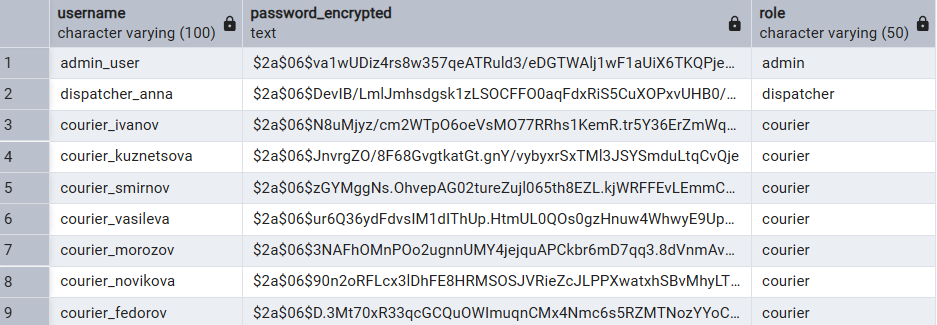 username password_encrypted role
character varying (100) text character varying (50)
1 admin_user $2a$06$va1wUDiz4rs8w357qeATRuld3/eDGTWAlj1wF1aUiX6TKQPje… admin
2 dispatcher_anna $2a$06$DevIB/LmlJmhsdgsk1zLSOCFFO0aqFdxRiS5CuXOPxvUHB0/… dispatcher
3 courier_ivanov $2a$06$N8uMjyz/cm2WTpO6oeVsMO77RRhs1KemR.tr5Y36ErZmWq… courier
4 courier_kuznetsova $2a$06$JnvrgZO/8F68GvgtkatGt.gnY/vybyxrSxTMl3JSYSmduLtqCvQje courier
5 courier_smirnov $2a$06$zGYMggNs.OhvepAG02tureZujl065th8EZL.kjWRFFEvLEmmC… courier
6 courier_vasileva $2a$06$ur6Q36ydFdvsIM1dIThUp.HtmUL0QOs0gzHnuw4WhwyE9Up… courier
7 courier_morozov $2a$06$3NAFhOMnPOo2ugnnUMY4jejquAPCkbr6mD7qq3.8dVnmAv… courier
8 courier_novikova $2a$06$90n2oRFLcx3lDhFE8HRMSOSJVRieZcJLPPXwatxhSBvMhyLT… courier
9 courier_fedorov $2a$06$D.3Mt70xR33qcGCQuOWImuqnCMx4Nmc6s5RZMTNozYYoC… courier